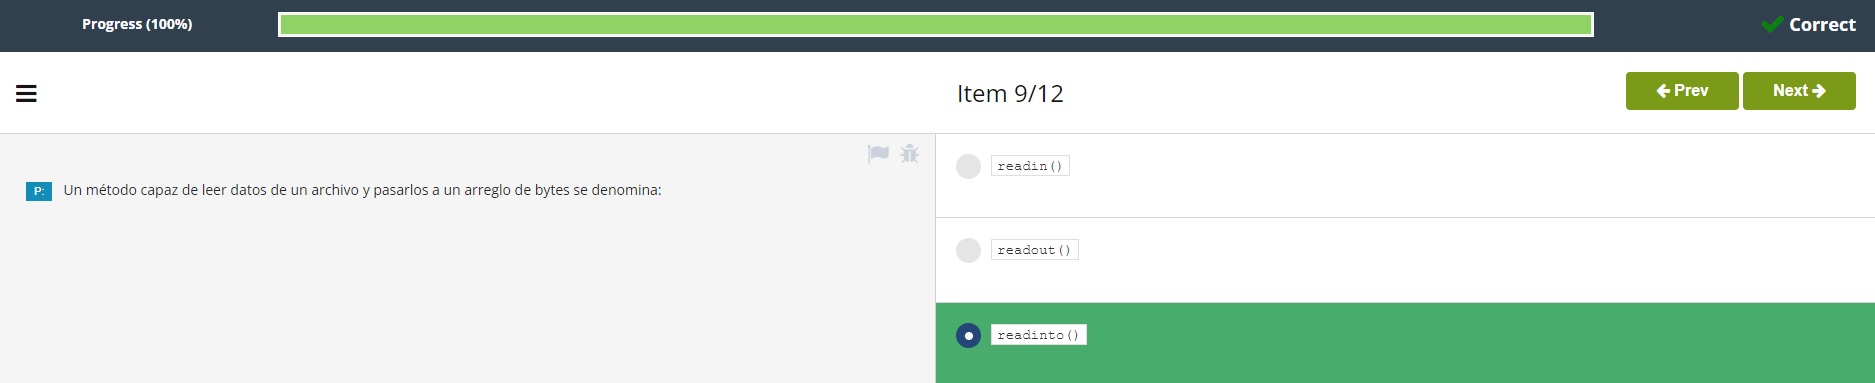 Progress (100%)
Correct
Item 9/12
Prev
Next
P: Un método capaz de leer datos de un archivo y pasarlos a un arreglo de bytes se denomina:
readin()
readout()
readinto()